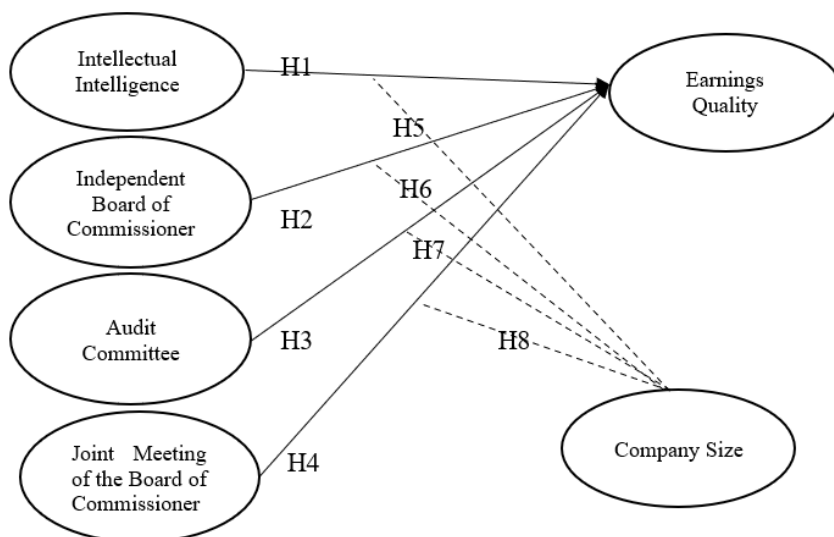 Intellectual
Intelligence
H1
Earnings
Quality
H5
Independent
Board of
Commissioner
H6
H2
H7
Audit
Committee
H3
H8
Joint Meeting
of the Board of
Commissioner
H4
Company Size